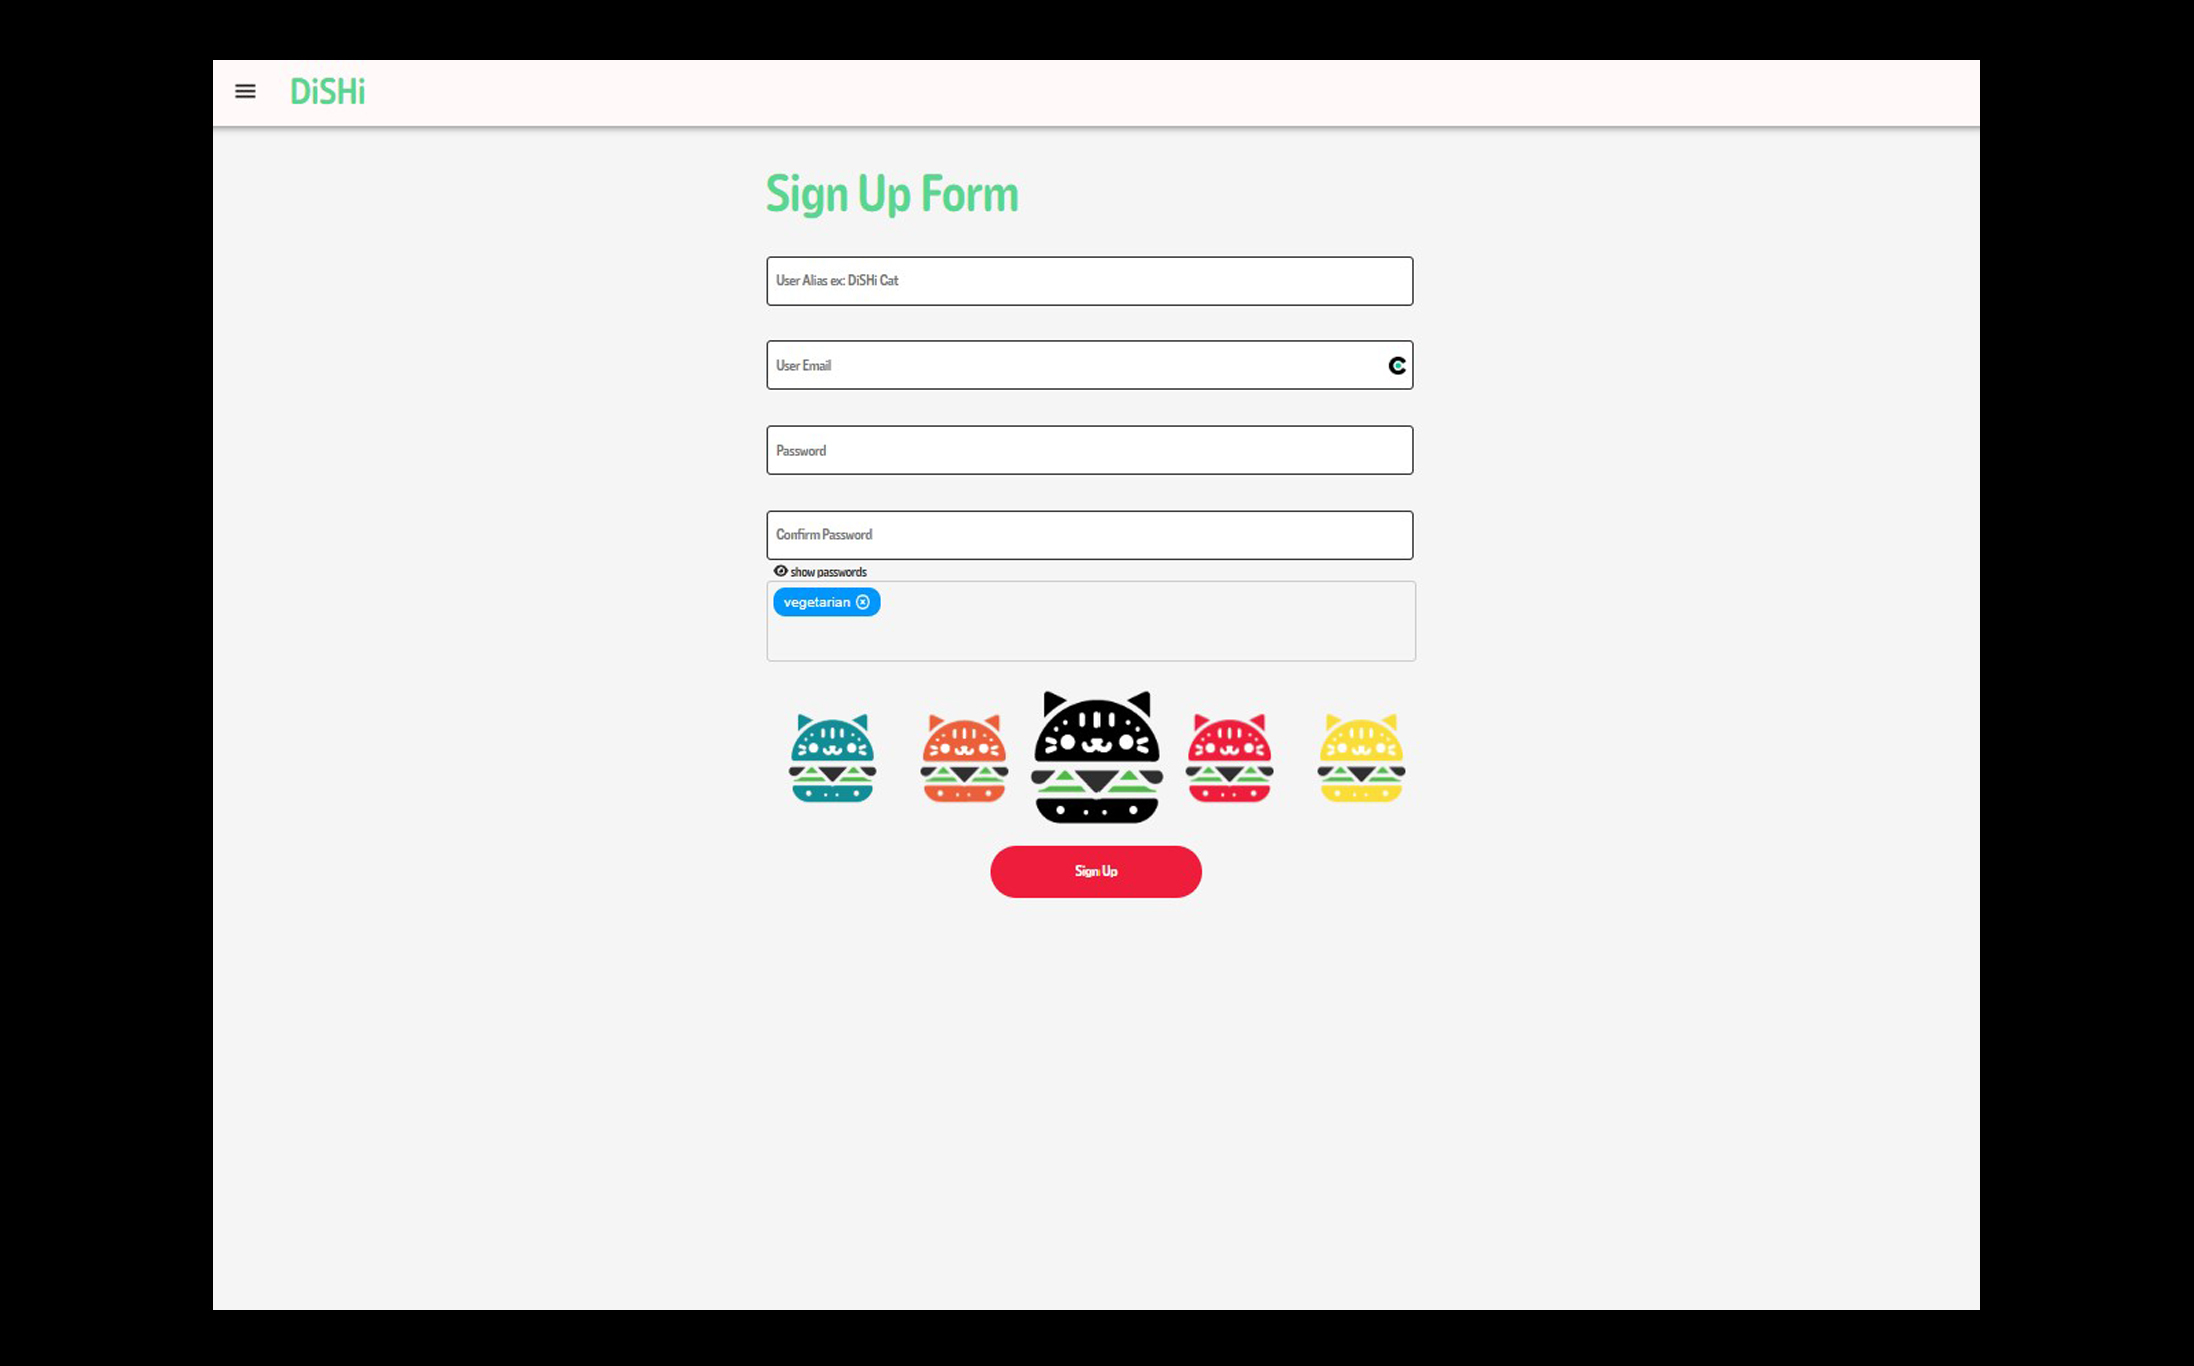 DiSHi
Sign Up Form
User Alias ex: DiSHi Cat
User Email
Password
Confirm Password
show passwords
vegetarian
Sign Up